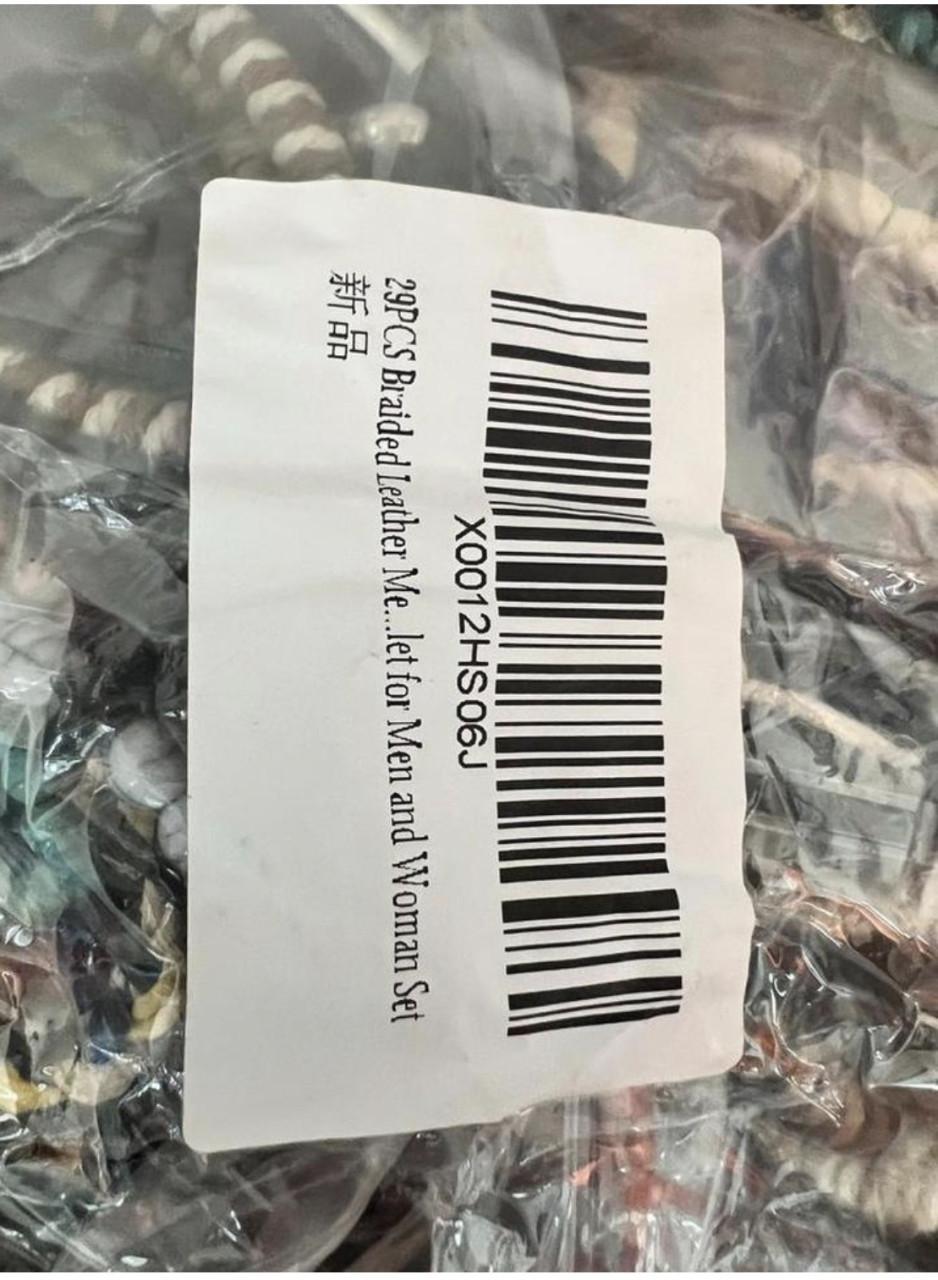 X0012HS06J
29PCS Braided Leather Me...let for Men and Woman Set
新品